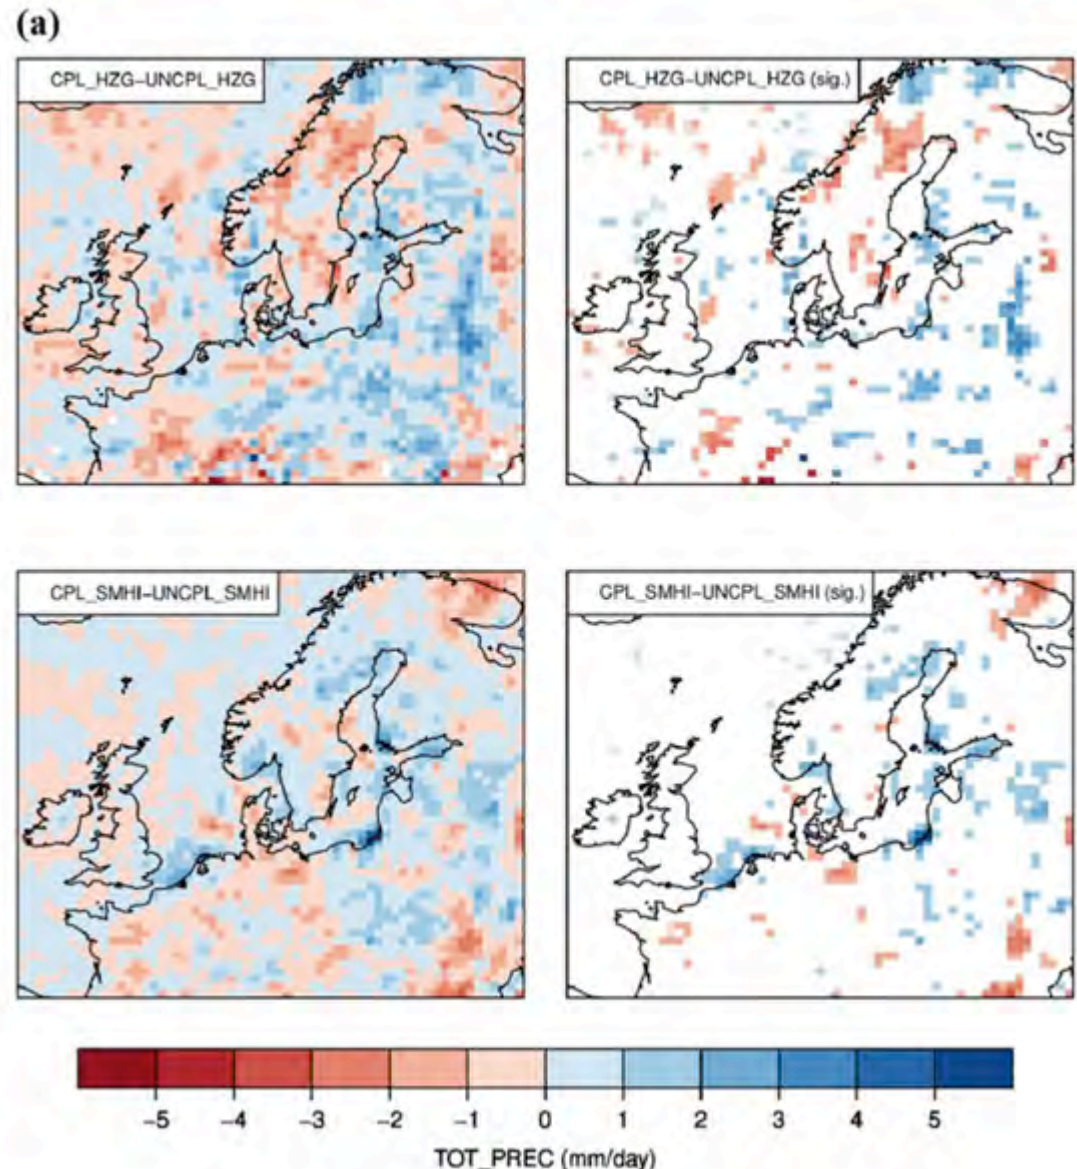 (a)
CPL_HZG-UNCPL_HZG
CPL_HZG-UNCPL_HZG (sig.)
CPL_SMHI-UNCPL_SMHI
CPL_SMHI-UNCPL_SMHI (sig.)
-5 -4 -3 -2 -1 0 1 2 3 4 5
TOT_PREC (mm/day)